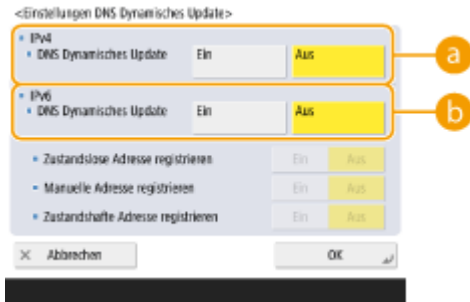 <Einstellungen DNS Dynamisches Update>
IPv4
DNS Dynamisches Update Ein Aus
a
IPv6
DNS Dynamisches Update Ein Aus
b
Zustandslose Adresse registrieren Ein Aus
Manuelle Adresse registrieren Ein Aus
Zustandshafte Adresse registrieren Ein Aus
× Abbrechen OK